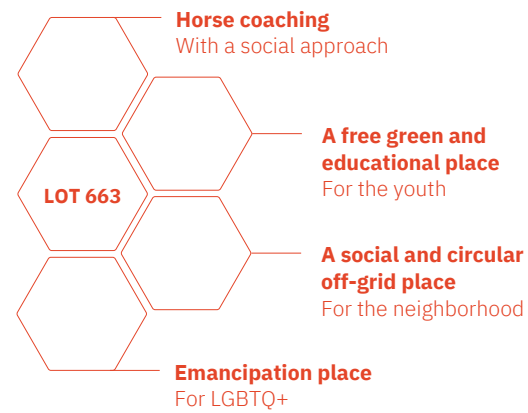 Horse coaching
With a social approach
A free green and
educational place
For the youth
LOT 663
A social and circular
off-grid place
For the neighborhood
Emancipation place
For LGBTQ+